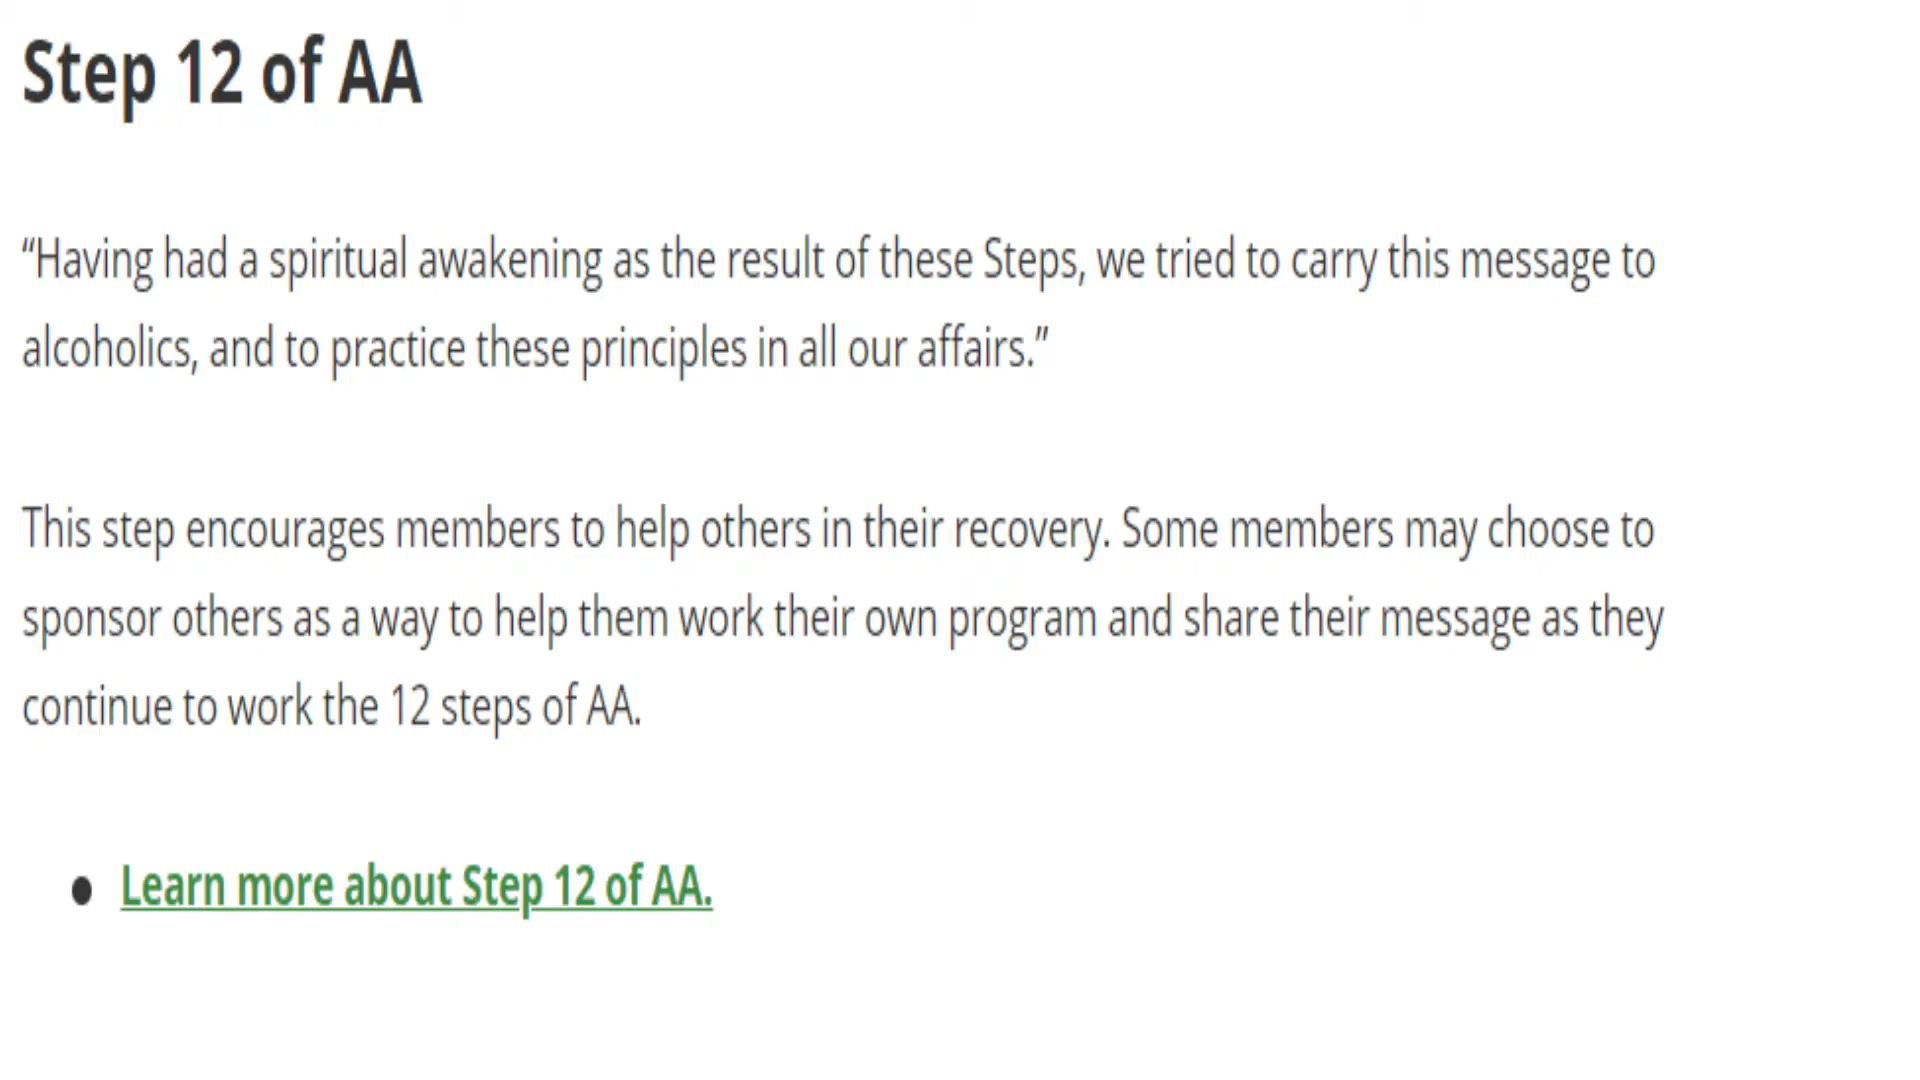 Step 12 of AA
“Having had a spiritual awakening as the result of these Steps, we tried to carry this message to
alcoholics, and to practice these principles in all our affairs.”
This step encourages members to help others in their recovery. Some members may choose to
sponsor others as a way to help them work their own program and share their message as they
continue to work the 12 steps of AA.
• Learn more about Step 12 of AA.